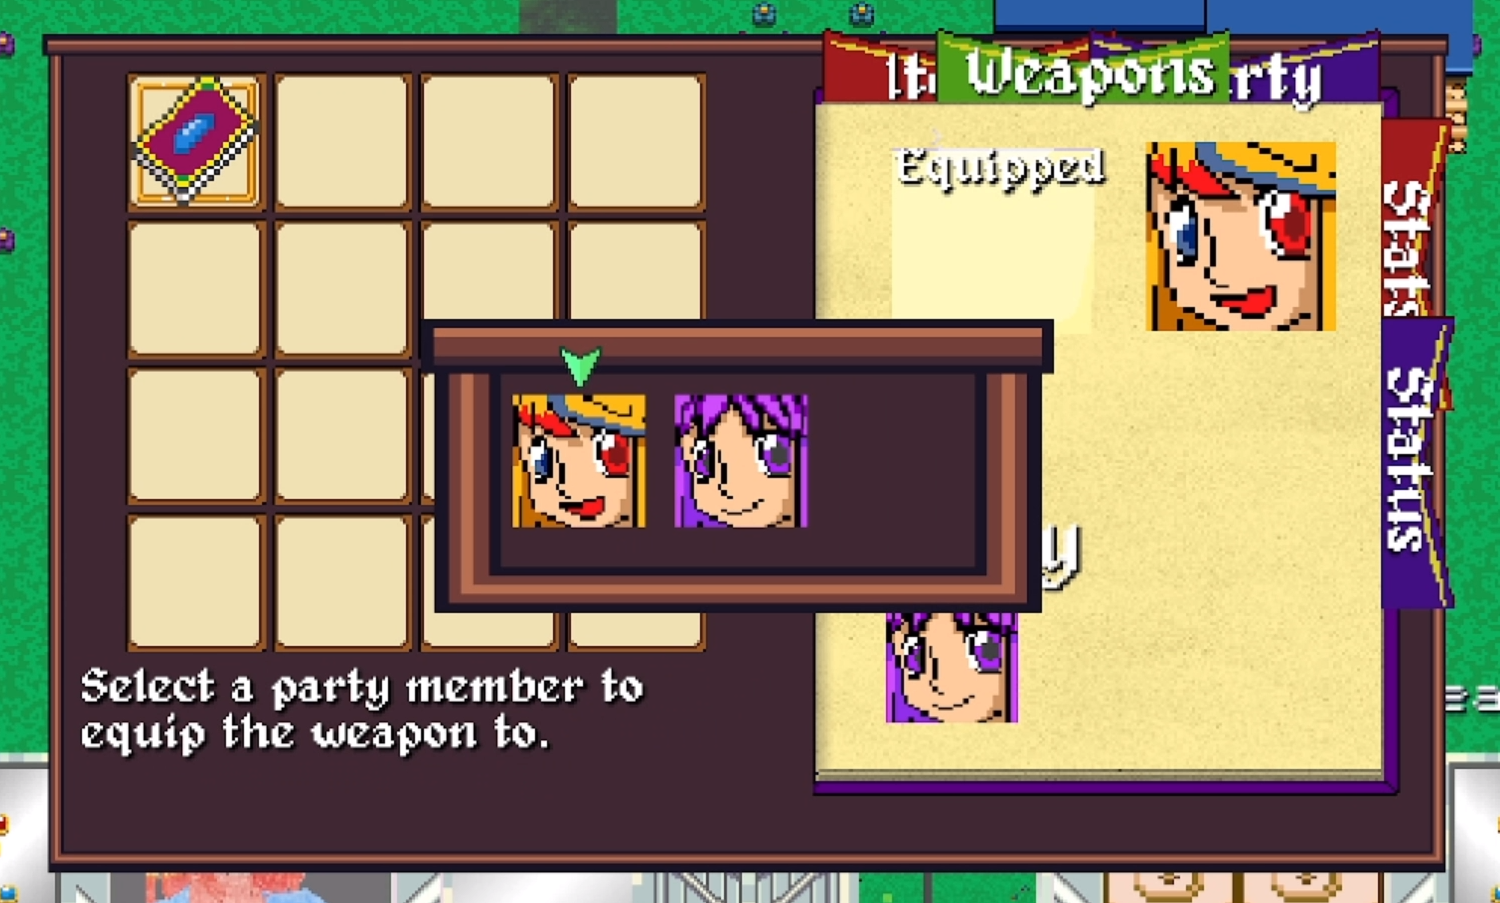 Weapons
Equipped
Stats
Status
Select a party member to
equip the weapon to.